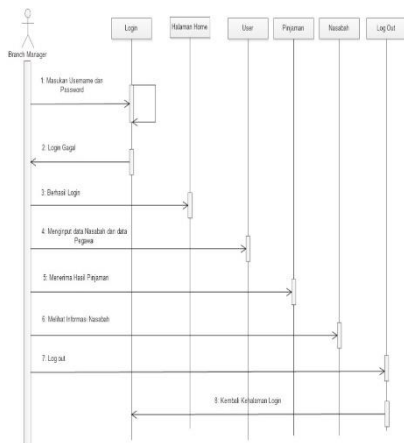 Login
Halaman Home
User
Pinjaman
Nasabah
Log Out
Branch Manager
1: Masukan Username dan
Password
2: Login Gagal
3: Berhasil Login
4: Menginput data Nasabah dan data
Pegawai
5: Menerima Hasil Pinjaman
6: Melihat Informasi Nasabah
7: Log out
8: Kembali Kehalaman Login